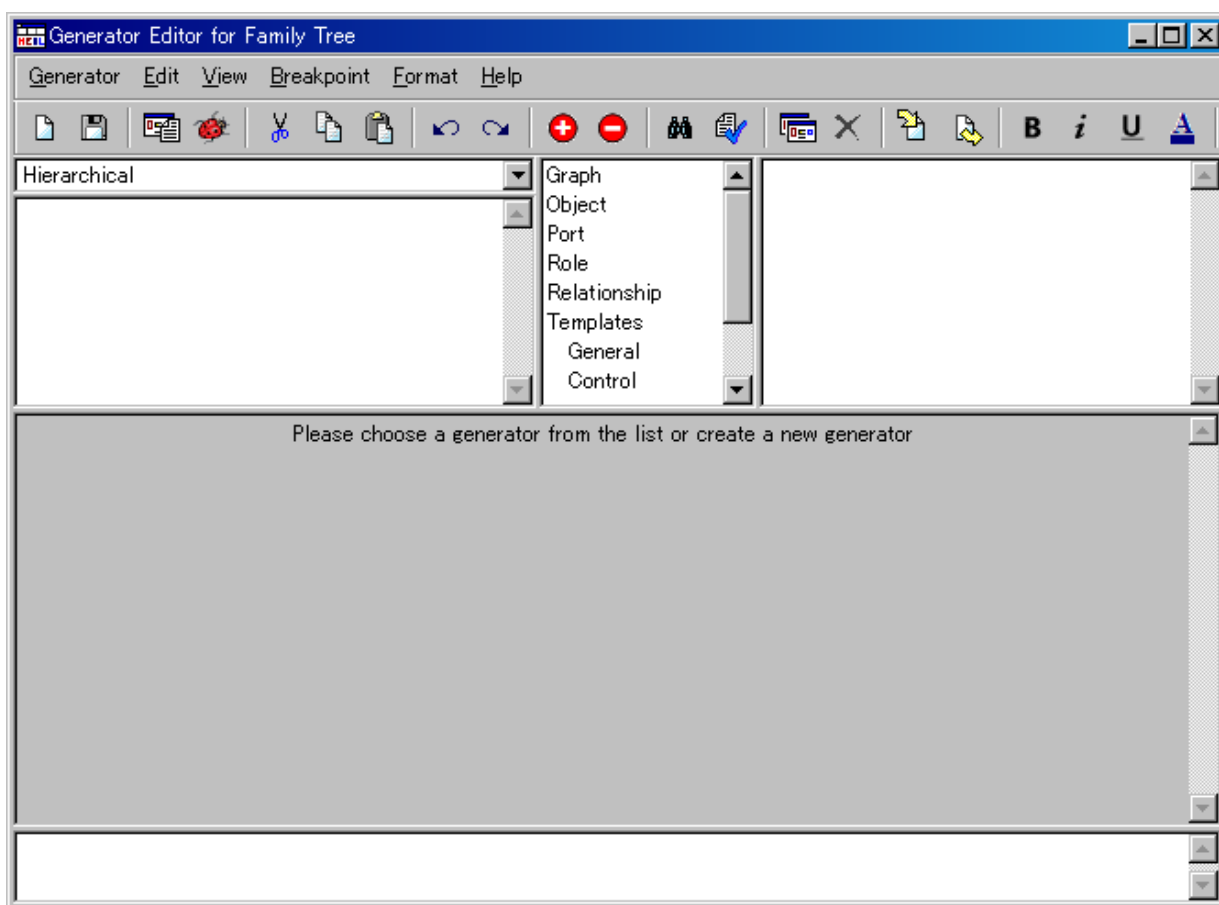 Generator Editor for Family Tree
Generator Edit View Breakpoint Format Help
B i U A
Hierarchical
Graph
Object
Port
Role
Relationship
Templates
General
Control
Please choose a generator from the list or create a new generator